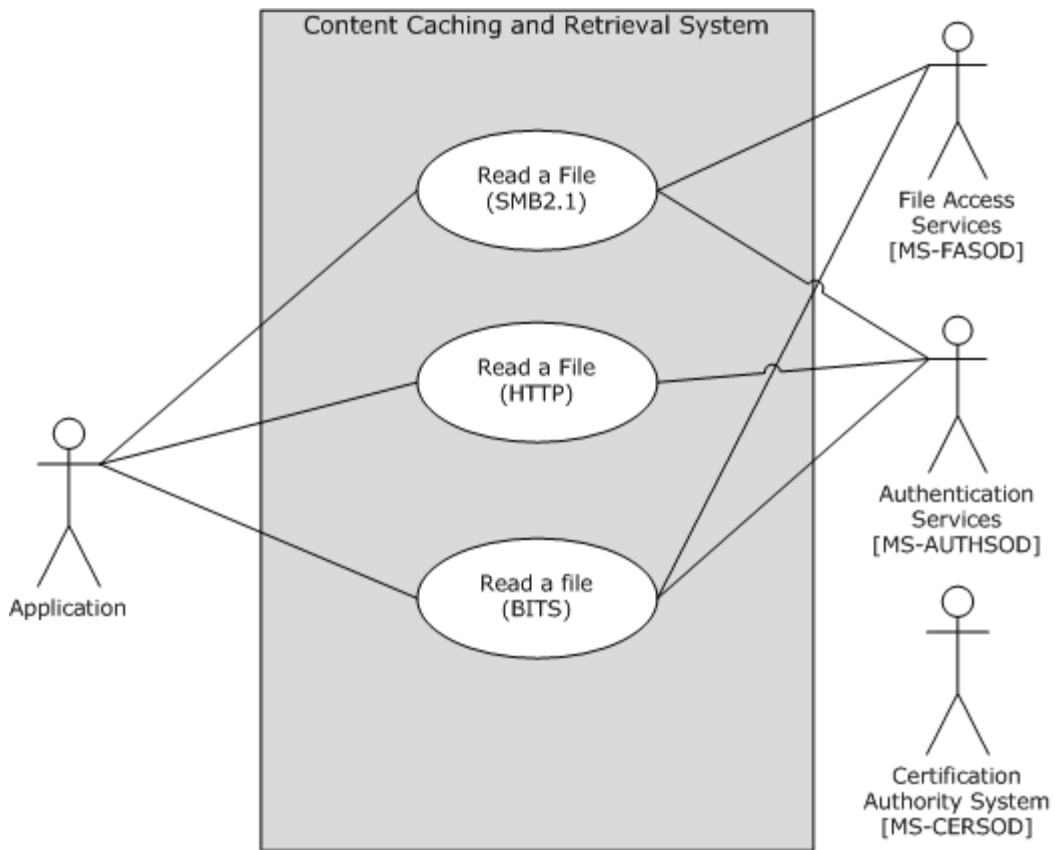 Content Caching and Retrieval System
Read a File
(SMB2.1)
File Access
Services
[MS-FASOD]
Read a File
(HTTP)
Authentication
Services
[MS-AUTHSOD]
Application
Read a file
(BITS)
Certification
Authority System
[MS-CERSOD]